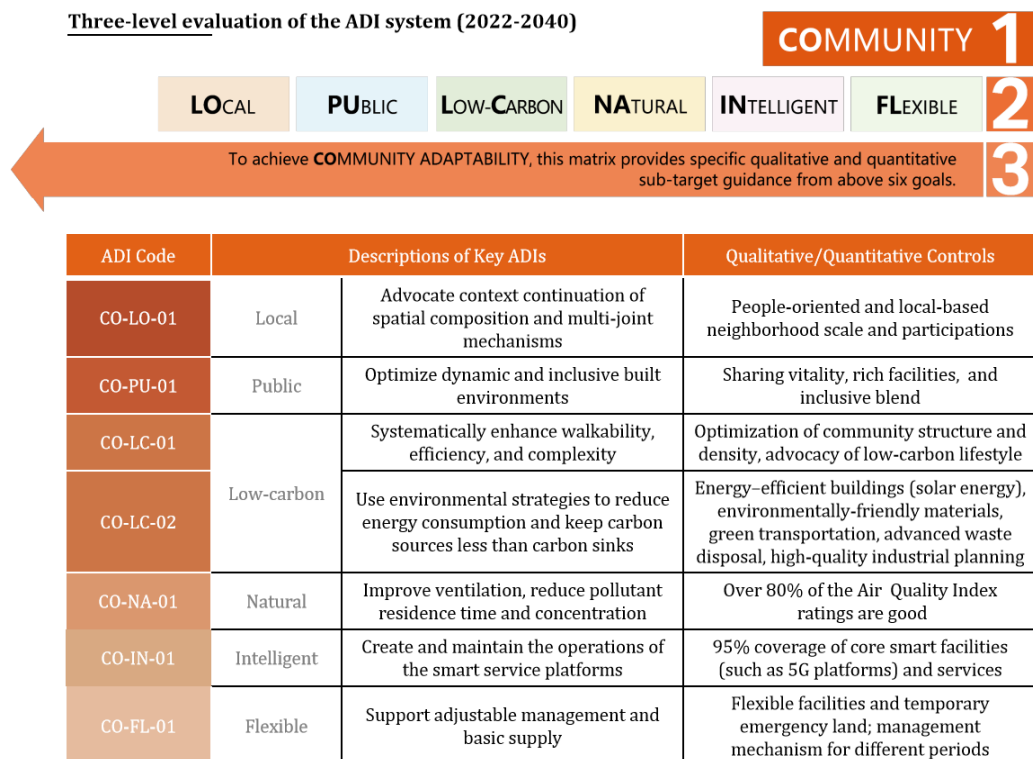 Three-level evaluation of the ADI system (2022-2040)
COMMUNITY 1
LOCAL PUBLIC LOW-CARBON NATURAL INTELLIGENT FLEXIBLE 2
To achieve COMMUNITY ADAPTABILITY, this matrix provides specific qualitative and quantitative
sub-target guidance from above six goals.
3
ADI Code Descriptions of Key ADIs Qualitative/Quantitative Controls
CO-LO-01
Local
Advocate context continuation of
spatial composition and multi-joint
mechanisms
People-oriented and local-based
neighborhood scale and participations
CO-PU-01
Public
Optimize dynamic and inclusive built
environments
Sharing vitality, rich facilities, and
inclusive blend
CO-LC-01
Low-carbon
Systematically enhance walkability,
efficiency, and complexity
Optimization of community structure and
density, advocacy of low-carbon lifestyle
CO-LC-02
Use environmental strategies to reduce
energy consumption and keep carbon
sources less than carbon sinks
Energy–efficient buildings (solar energy),
environmentally-friendly materials,
green transportation, advanced waste
disposal, high-quality industrial planning
CO-NA-01
Natural
Improve ventilation, reduce pollutant
residence time and concentration
Over 80% of the Air Quality Index
ratings are good
CO-IN-01
Intelligent
Create and maintain the operations of
the smart service platforms
95% coverage of core smart facilities
(such as 5G platforms) and services
CO-FL-01
Flexible
Support adjustable management and
basic supply
Flexible facilities and temporary
emergency land; management
mechanism for different periods